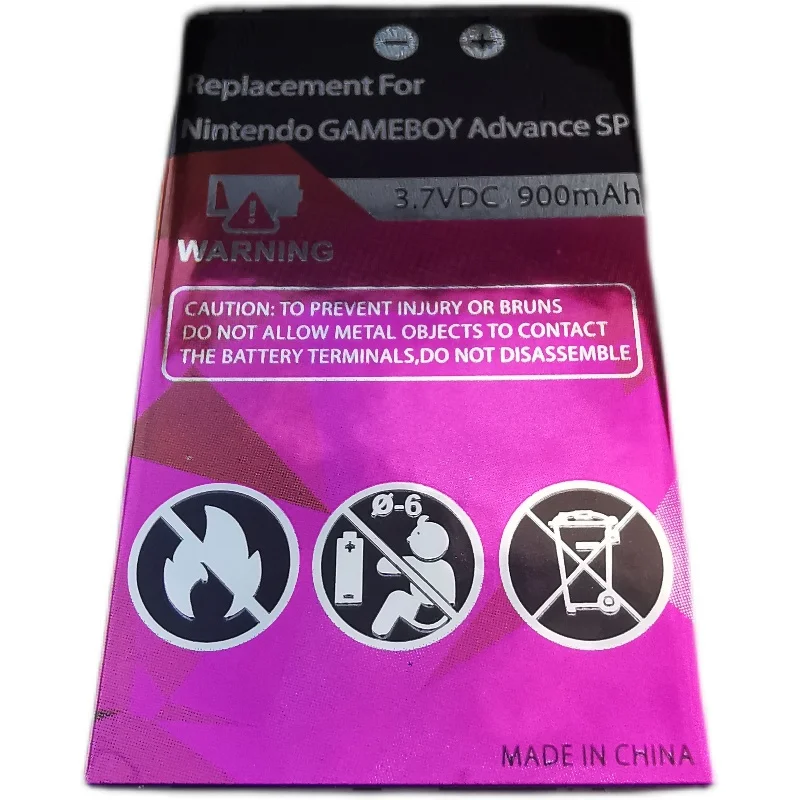 Replacement For
Nintendo GAMEBOY Advance SP
3.7VDC 900mAh
WARNING
CAUTION: TO PREVENT INJURY OR BRUNS
DO NOT ALLOW METAL OBJECTS TO CONTACT
THE BATTERY TERMINALS,DO NOT DISASSEMBLE
Ø-6
MADE IN CHINA